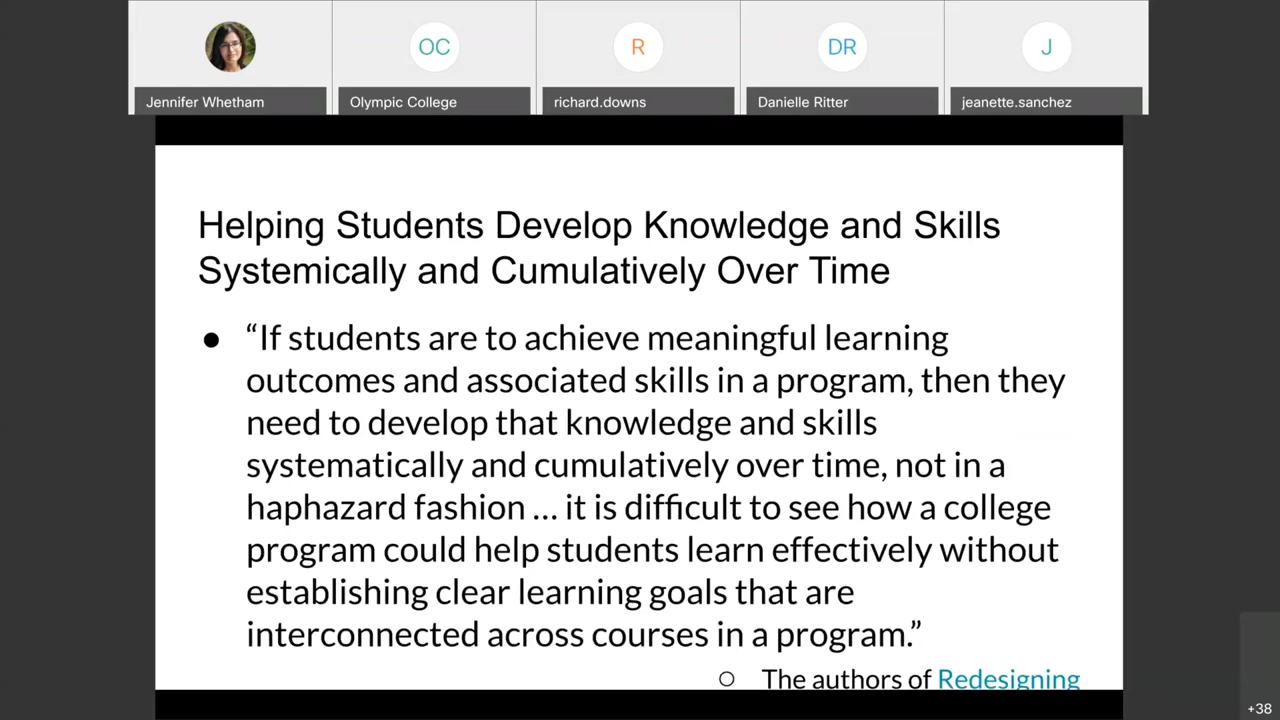 OC
R
DR
J
Jennifer Whetham
Olympic College
richard.downs
Danielle Ritter
jeanette.sanchez
Helping Students Develop Knowledge and Skills
Systemically and Cumulatively Over Time
● “If students are to achieve meaningful learning
outcomes and associated skills in a program, then they
need to develop that knowledge and skills
systematically and cumulatively over time, not in a
haphazard fashion … it is difficult to see how a college
program could help students learn effectively without
establishing clear learning goals that are
interconnected across courses in a program.”
○ The authors of Redesigning
+38